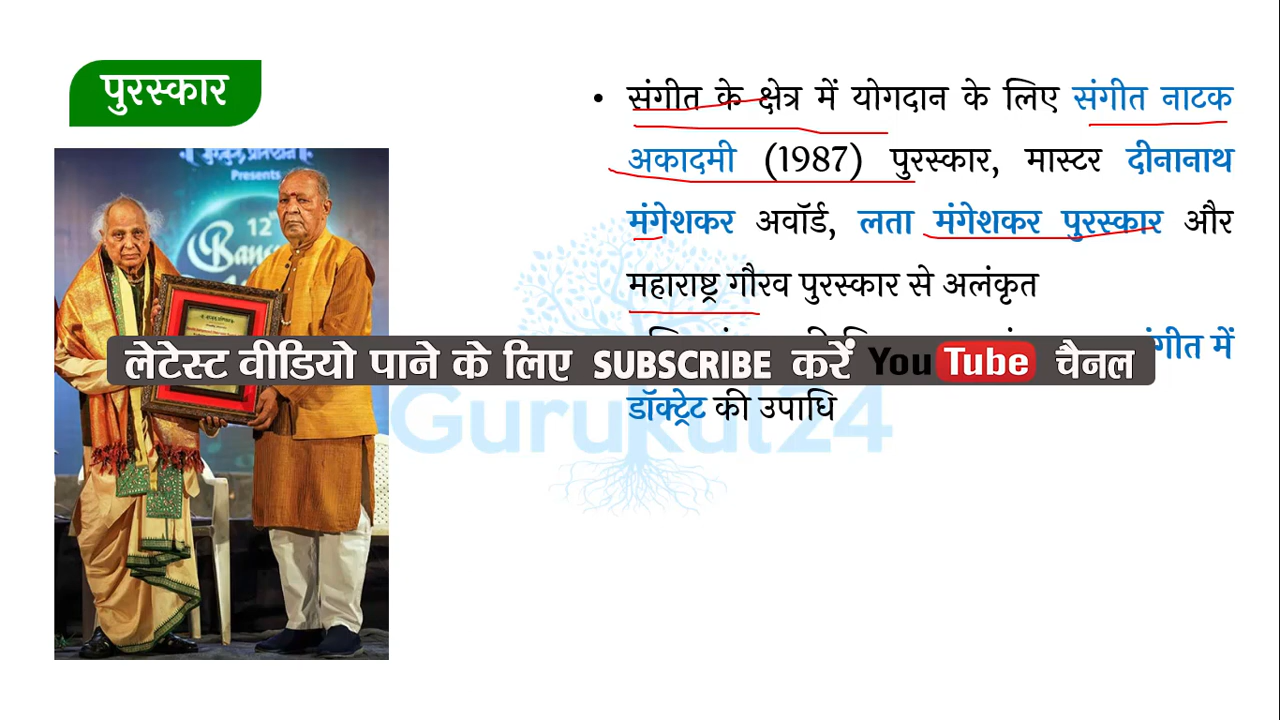 पुरस्कार
Presents
12
• संगीत के क्षेत्र में योगदान के लिए संगीत नाटक
अकादमी (1987) पुरस्कार, मास्टर दीनानाथ
मंगेशकर अवॉर्ड, लता मंगेशकर पुरस्कार और
महाराष्ट्र गौरव पुरस्कार से अलंकृत
संगीत में
लेटेस्ट वीडियो पाने के लिए SUBSCRIBE करें YouTube चैनल
डॉक्ट्रेट की उपाधि
Gurukul24